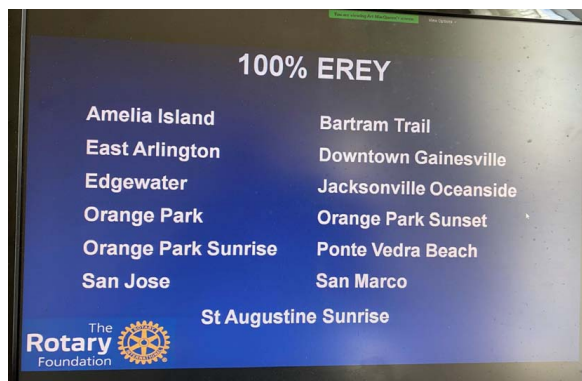 100% EREY
Amelia Island
Bartram Trail
East Arlington
Downtown Gainesville
Edgewater
Jacksonville Oceanside
Orange Park
Orange Park Sunset
Orange Park Sunrise
Ponte Vedra Beach
San Jose
San Marco
St Augustine Sunrise
The
Rotary
Foundation